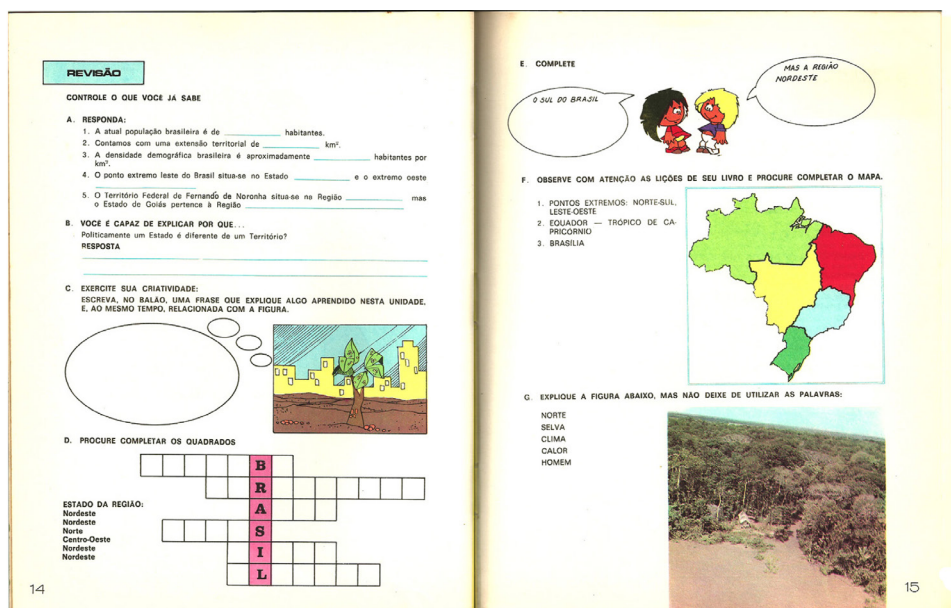 REVISÃO
CONTROLE O QUE VOCÊ JÁ SABE
A. RESPONDA:
1. A atual população brasileira é de ____________ habitantes.
2. Contamos com uma extensão territorial de ____________ km².
3. A densidade demográfica brasileira é aproximadamente ____________ habitantes por
km².
4. O ponto extremo leste do Brasil situa-se no Estado ____________ e o extremo oeste
____________
5. O Território Federal de Fernando de Noronha situa-se na Região ____________ mas
o Estado de Goiás pertence à Região ____________
B. VOCÊ É CAPAZ DE EXPLICAR POR QUE...
Politicamente um Estado é diferente de um Território?
RESPOSTA
C. EXERCITE SUA CRIATIVIDADE:
ESCREVA, NO BALÃO, UMA FRASE QUE EXPLIQUE ALGO APRENDIDO NESTA UNIDADE,
E, AO MESMO TEMPO, RELACIONADA COM A FIGURA.
D. PROCURE COMPLETAR OS QUADRADOS
B
R
A
S
I
L
ESTADO DA REGIÃO:
Nordeste
Nordeste
Norte
Centro-Oeste
Nordeste
Nordeste
14
E. COMPLETE
O SUL DO BRASIL
MAS A REGIÃO
NORDESTE
F. OBSERVE COM ATENÇÃO AS LIÇÕES DE SEU LIVRO E PROCURE COMPLETAR O MAPA.
1. PONTOS EXTREMOS: NORTE-SUL,
LESTE-OESTE
2. EQUADOR — TRÓPICO DE CA-
PRICÓRNIO
3. BRASÍLIA
G. EXPLIQUE A FIGURA ABAIXO, MAS NÃO DEIXE DE UTILIZAR AS PALAVRAS:
NORTE
SELVA
CLIMA
CALOR
HOMEM
15